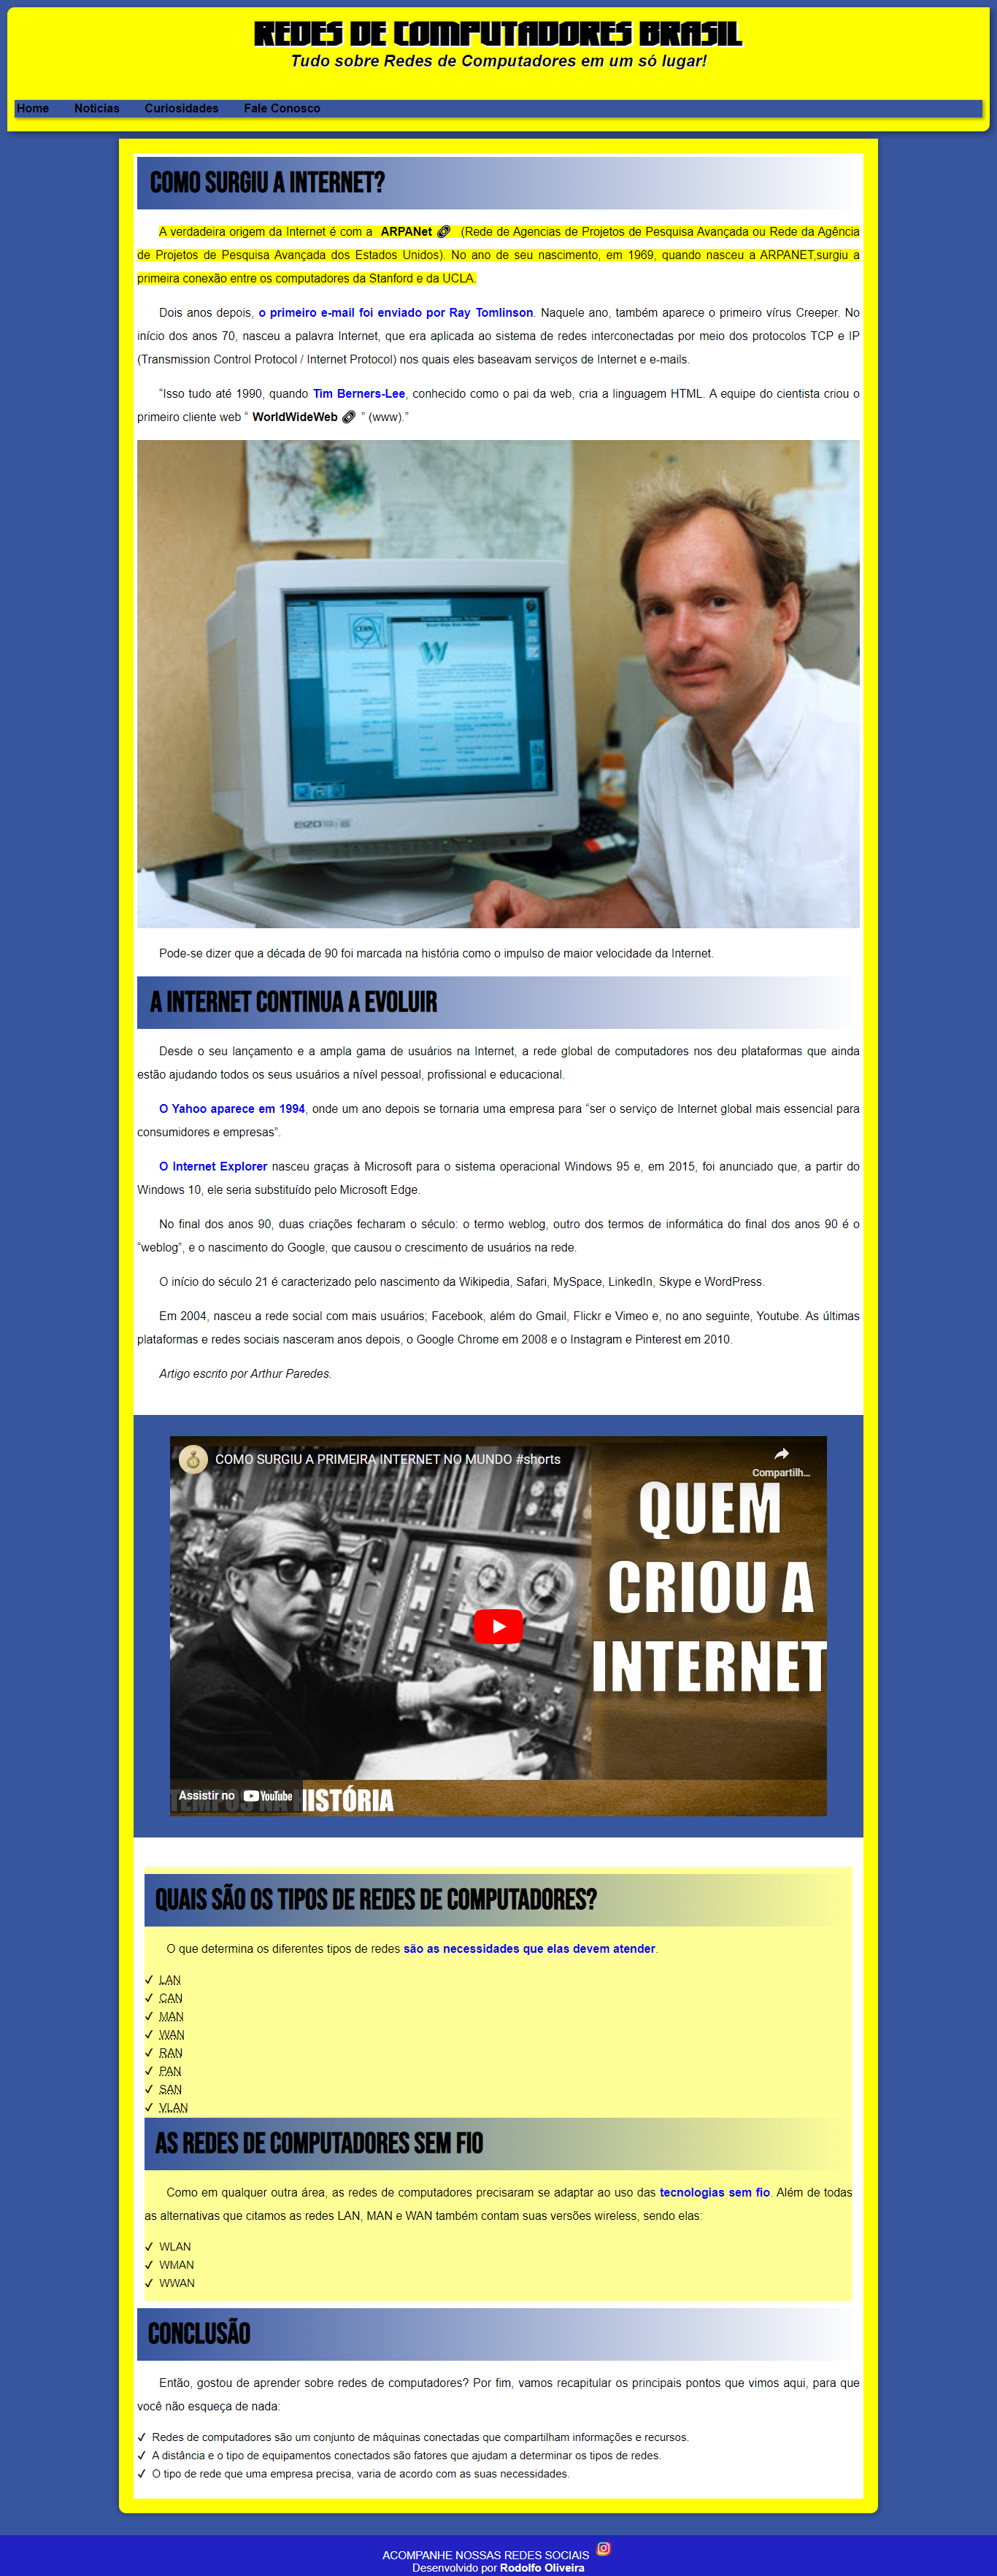 REDES DE COMPUTADORES BRASIL
Tudo sobre Redes de Computadores em um só lugar!
Home Noticias Curiosidades Fale Conosco
COMO SURGIU A INTERNET?
A verdadeira origem da Internet é com a ARPANet (Rede de Agencias de Projetos de Pesquisa Avançada ou Rede da Agência
de Projetos de Pesquisa Avançada dos Estados Unidos). No ano de seu nascimento, em 1969, quando nasceu a ARPANET,surgiu a
primeira conexão entre os computadores da Stanford e da UCLA.
Dois anos depois, o primeiro e-mail foi enviado por Ray Tomlinson. Naquele ano, também aparece o primeiro vírus Creeper. No
início dos anos 70, nasceu a palavra Internet, que era aplicada ao sistema de redes interconectadas por meio dos protocolos TCP e IP
(Transmission Control Protocol / Internet Protocol) nos quais eles baseavam serviços de Internet e e-mails.
“Isso tudo até 1990, quando Tim Berners-Lee, conhecido como o pai da web, cria a linguagem HTML. A equipe do cientista criou o
primeiro cliente web “ WorldWideWeb ” (www).”
CERN
W
EIZO
Pode-se dizer que a década de 90 foi marcada na história como o impulso de maior velocidade da Internet.
A INTERNET CONTINUA A EVOLUIR
Desde o seu lançamento e a ampla gama de usuários na Internet, a rede global de computadores nos deu plataformas que ainda
estão ajudando todos os seus usuários a nível pessoal, profissional e educacional.
O Yahoo aparece em 1994, onde um ano depois se tornaria uma empresa para “ser o serviço de Internet global mais essencial para
consumidores e empresas”.
O Internet Explorer nasceu graças à Microsoft para o sistema operacional Windows 95 e, em 2015, foi anunciado que, a partir do
Windows 10, ele seria substituído pelo Microsoft Edge.
No final dos anos 90, duas criações fecharam o século: o termo weblog, outro dos termos de informática do final dos anos 90 é o
“weblog”, e o nascimento do Google, que causou o crescimento de usuários na rede.
O início do século 21 é caracterizado pelo nascimento da Wikipedia, Safari, MySpace, LinkedIn, Skype e WordPress.
Em 2004, nasceu a rede social com mais usuários; Facebook, além do Gmail, Flickr e Vimeo e, no ano seguinte, Youtube. As últimas
plataformas e redes sociais nasceram anos depois, o Google Chrome em 2008 e o Instagram e Pinterest em 2010.
Artigo escrito por Arthur Paredes.
COMO SURGIU A PRIMEIRA INTERNET NO MUNDO #shorts
Compartilh...
QUEM
CRIOU A
INTERNET
Assistir no YouTube
TEMPOS NA HISTÓRIA
QUAIS SÃO OS TIPOS DE REDES DE COMPUTADORES?
O que determina os diferentes tipos de redes são as necessidades que elas devem atender.
✓ LAN
✓ CAN
✓ MAN
✓ WAN
✓ RAN
✓ PAN
✓ SAN
✓ VLAN
AS REDES DE COMPUTADORES SEM FIO
Como em qualquer outra área, as redes de computadores precisaram se adaptar ao uso das tecnologias sem fio. Além de todas
as alternativas que citamos as redes LAN, MAN e WAN também contam suas versões wireless, sendo elas:
✓ WLAN
✓ WMAN
✓ WWAN
CONCLUSÃO
Então, gostou de aprender sobre redes de computadores? Por fim, vamos recapitular os principais pontos que vimos aqui, para que
você não esqueça de nada:
✓ Redes de computadores são um conjunto de máquinas conectadas que compartilham informações e recursos.
✓ A distância e o tipo de equipamentos conectados são fatores que ajudam a determinar os tipos de redes.
✓ O tipo de rede que uma empresa precisa, varia de acordo com as suas necessidades.
ACOMPANHE NOSSAS REDES SOCIAIS
Desenvolvido por Rodolfo Oliveira